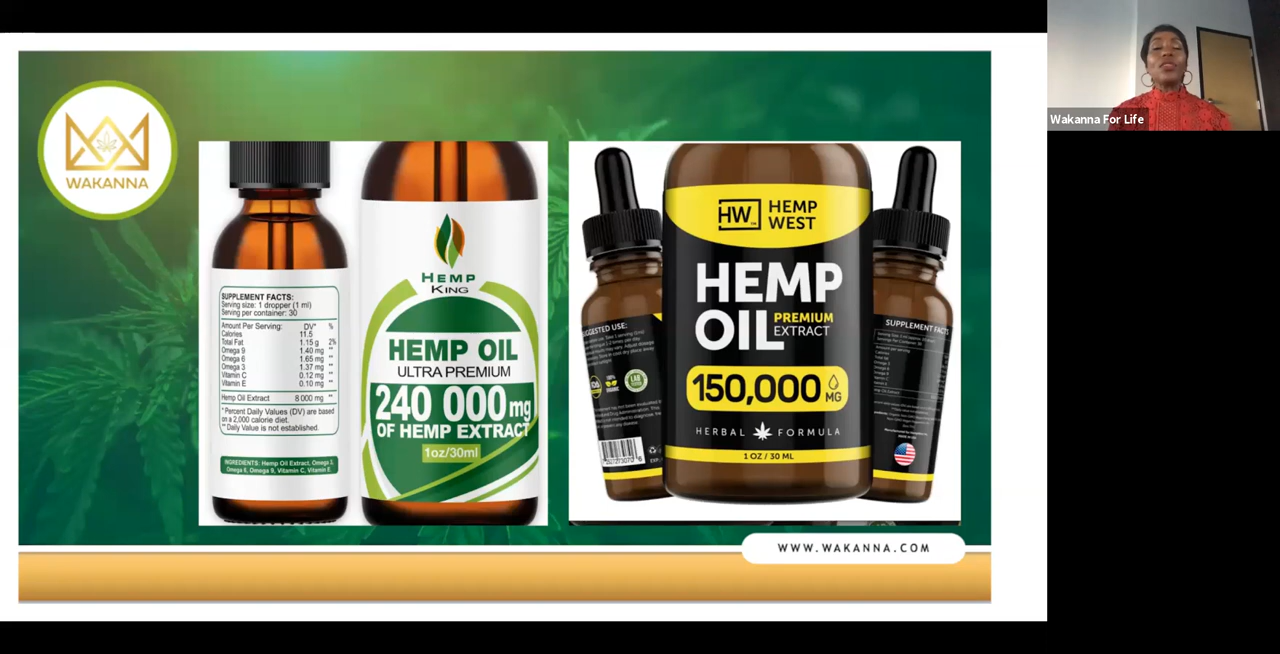 WAKANNA
SUPPLEMENT FACTS:
Serving size: 1 dropper (1 ml)
Serving per container: 30
Amount Per Serving: DV* %
Calories 11.5
Total Fat 1.15 g 2%
Omega 9 1.40 mg **
Omega 6 1.65 mg **
Omega 3 1.37 mg **
Vitamin C 0.12 mg **
Vitamin E 0.10 mg **
Hemp Oil Extract 8 000 mg **
* Percent Daily Values (DV) are based
on a 2,000 calorie diet.
** Daily Value is not established.
INGREDIENTS: Hemp Oil Extract, Omega 3,
Omega 6, Omega 9, Vitamin C, Vitamin E.
HEMP
KING
HEMP OIL
ULTRA PREMIUM
240 000mg
OF HEMP EXTRACT
1oz/30ml
SUGGESTED USE:
LAB
HW
HEMP
WEST
HEMP
OIL
PREMIUM
EXTRACT
150,000 MG
HERBAL FORMULA
1 OZ / 30 ML
SUPPLEMENT FACTS
WWW.WAKANNA.COM
Wakanna For Life